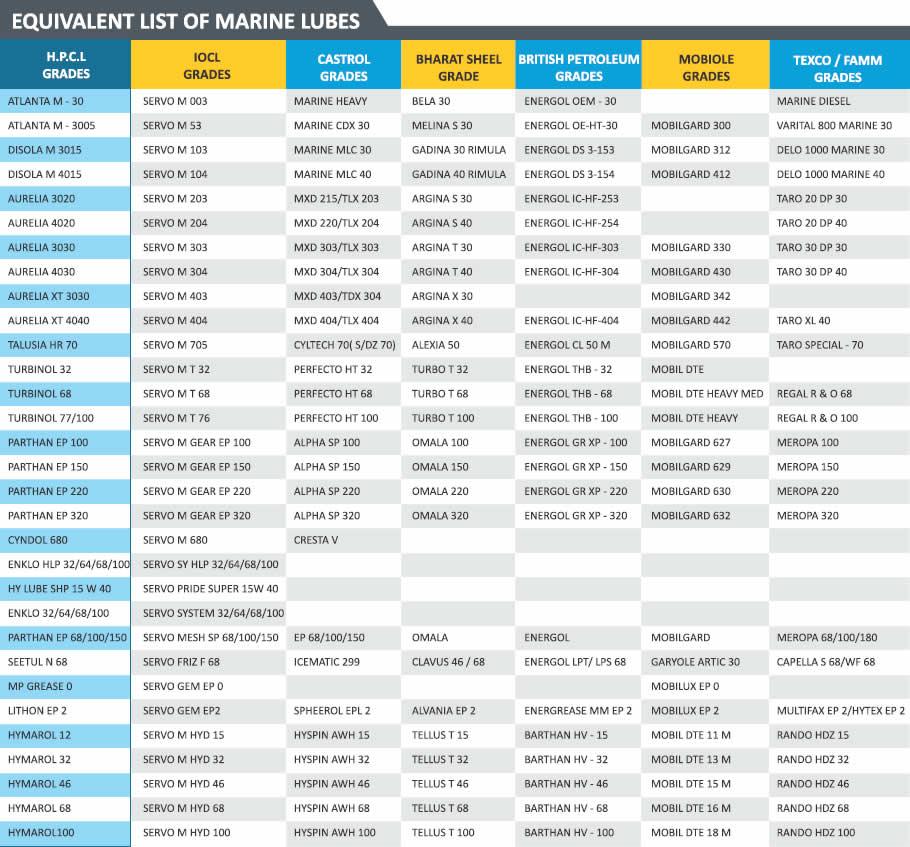 EQUIVALENT LIST OF MARINE LUBES
H.P.C.L GRADES IOCL GRADES CASTROL GRADES BHARAT SHEEL GRADE BRITISH PETROLEUM GRADES MOBIOLE GRADES TEXCO / FAMM GRADES
ATLANTA M - 30 SERVO M 003 MARINE HEAVY BELA 30 ENERGOL OEM - 30 MARINE DIESEL
ATLANTA M - 3005 SERVO M 53 MARINE CDX 30 MELINA S 30 ENERGOL OE-HT-30 MOBILGARD 300 VARITAL 800 MARINE 30
DISOLA M 3015 SERVO M 103 MARINE MLC 30 GADINA 30 RIMULA ENERGOL DS 3-153 MOBILGARD 312 DELO 1000 MARINE 30
DISOLA M 4015 SERVO M 104 MARINE MLC 40 GADINA 40 RIMULA ENERGOL DS 3-154 MOBILGARD 412 DELO 1000 MARINE 40
AURELIA 3020 SERVO M 203 MXD 215/TLX 203 ARGINA S 30 ENERGOL IC-HF-253 TARO 20 DP 30
AURELIA 4020 SERVO M 204 MXD 220/TLX 204 ARGINA S 40 ENERGOL IC-HF-254 TARO 20 DP 40
AURELIA 3030 SERVO M 303 MXD 303/TLX 303 ARGINA T 30 ENERGOL IC-HF-303 MOBILGARD 330 TARO 30 DP 30
AURELIA 4030 SERVO M 304 MXD 304/TLX 304 ARGINA T 40 ENERGOL IC-HF-304 MOBILGARD 430 TARO 30 DP 40
AURELIA XT 3030 SERVO M 403 MXD 403/TDX 304 ARGINA X 30 MOBILGARD 342
AURELIA XT 4040 SERVO M 404 MXD 404/TLX 404 ARGINA X 40 ENERGOL IC-HF-404 MOBILGARD 442 TARO XL 40
TALUSIA HR 70 SERVO M 705 CYLTECH 70( S/DZ 70) ALEXIA 50 ENERGOL CL 50 M MOBILGARD 570 TARO SPECIAL - 70
TURBINOL 32 SERVO M T 32 PERFECTO HT 32 TURBO T 32 ENERGOL THB - 32 MOBIL DTE
TURBINOL 68 SERVO M T 68 PERFECTO HT 68 TURBO T 68 ENERGOL THB - 68 MOBIL DTE HEAVY MED REGAL R & O 68
TURBINOL 77/100 SERVO M T 76 PERFECTO HT 100 TURBO T 100 ENERGOL THB - 100 MOBIL DTE HEAVY REGAL R & O 100
PARTHAN EP 100 SERVO M GEAR EP 100 ALPHA SP 100 OMALA 100 ENERGOL GR XP - 100 MOBILGARD 627 MEROPA 100
PARTHAN EP 150 SERVO M GEAR EP 150 ALPHA SP 150 OMALA 150 ENERGOL GR XP - 150 MOBILGARD 629 MEROPA 150
PARTHAN EP 220 SERVO M GEAR EP 220 ALPHA SP 220 OMALA 220 ENERGOL GR XP - 220 MOBILGARD 630 MEROPA 220
PARTHAN EP 320 SERVO M GEAR EP 320 ALPHA SP 320 OMALA 320 ENERGOL GR XP - 320 MOBILGARD 632 MEROPA 320
CYNDOL 680 SERVO M 680 CRESTA V
ENKLO HLP 32/64/68/100 SERVO SY HLP 32/64/68/100
HY LUBE SHP 15 W 40 SERVO PRIDE SUPER 15W 40
ENKLO 32/64/68/100 SERVO SYSTEM 32/64/68/100
PARTHAN EP 68/100/150 SERVO MESH SP 68/100/150 EP 68/100/150 OMALA ENERGOL MOBILGARD MEROPA 68/100/180
SEETUL N 68 SERVO FRIZ F 68 ICEMATIC 299 CLAVUS 46 / 68 ENERGOL LPT/ LPS 68 GARYOLE ARTIC 30 CAPELLA S 68/WF 68
MP GREASE 0 SERVO GEM EP 0 MOBILUX EP 0
LITHON EP 2 SERVO GEM EP2 SPHEEROL EPL 2 ALVANIA EP 2 ENERGREASE MM EP 2 MOBILUX EP 2 MULTIFAX EP 2/HYTEX EP 2
HYMAROL 12 SERVO M HYD 15 HYSPIN AWH 15 TELLUS T 15 BARTHAN HV - 15 MOBIL DTE 11 M RANDO HDZ 15
HYMAROL 32 SERVO M HYD 32 HYSPIN AWH 32 TELLUS T 32 BARTHAN HV - 32 MOBIL DTE 13 M RANDO HDZ 32
HYMAROL 46 SERVO M HYD 46 HYSPIN AWH 46 TELLUS T 46 BARTHAN HV - 46 MOBIL DTE 15 M RANDO HDZ 46
HYMAROL 68 SERVO M HYD 68 HYSPIN AWH 68 TELLUS T 68 BARTHAN HV - 68 MOBIL DTE 16 M RANDO HDZ 68
HYMAROL100 SERVO M HYD 100 HYSPIN AWH 100 TELLUS T 100 BARTHAN HV - 100 MOBIL DTE 18 M RANDO HDZ 100